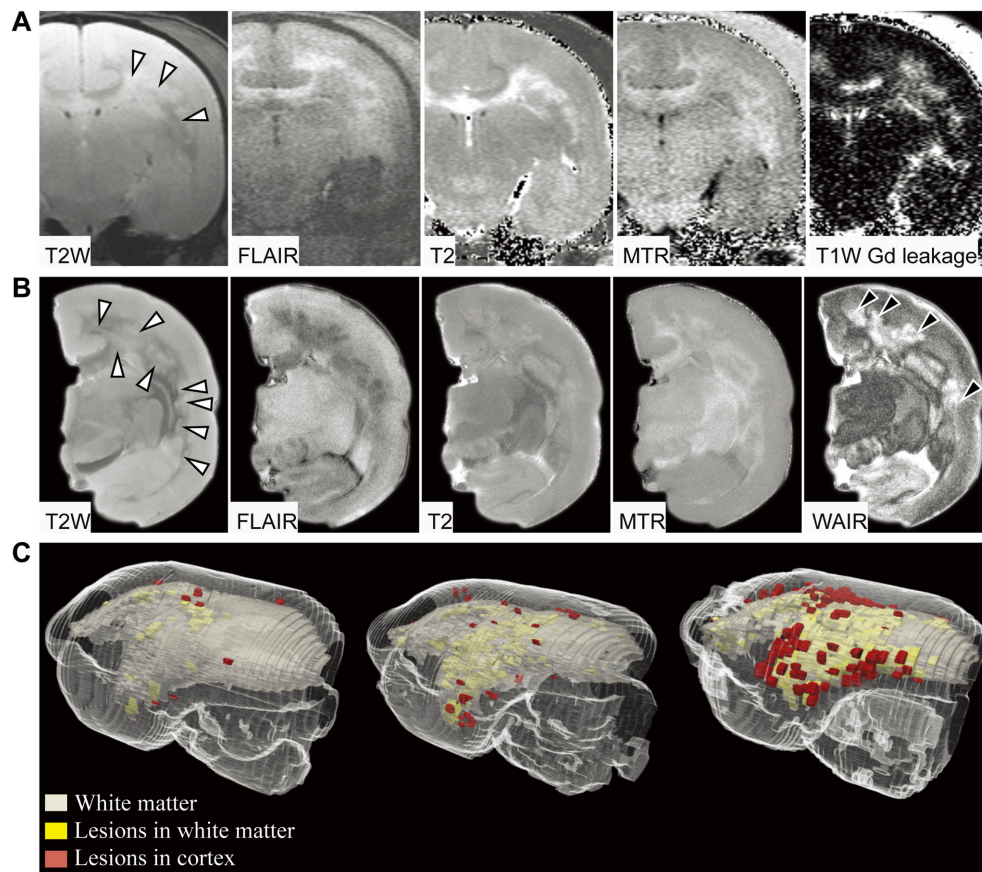 A
T2W
FLAIR
T2
MTR
T1W Gd leakage
B
T2W
FLAIR
T2
MTR
WAIR
C
White matter
Lesions in white matter
Lesions in cortex